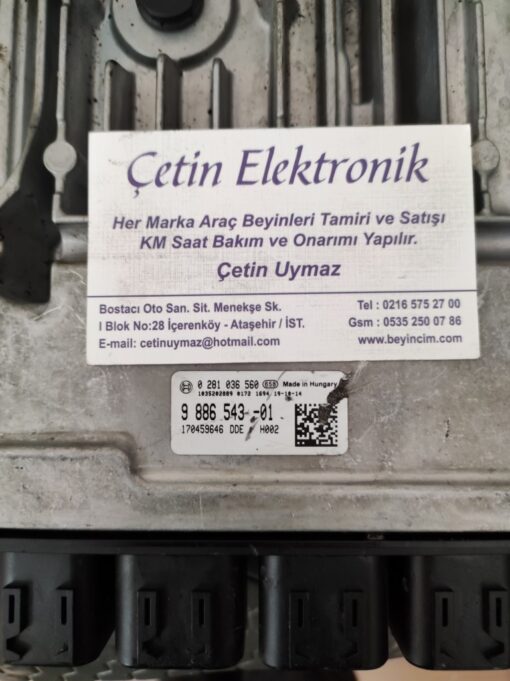 Çetin Elektronik
Her Marka Araç Beyinleri Tamiri ve Satışı
KM Saat Bakım ve Onarımı Yapılır.
Çetin Uymaz
Bostacı Oto San. Sit. Menekşe Sk.
I Blok No:28 İçerenköy - Ataşehir / İST.
E-mail: cetinuymaz@hotmail.com
Tel : 0216 575 27 00
Gsm : 0535 250 07 86
www.beyincim.com
0 281 036 560 Made in Hungary
1035202889 0172 1694 19-10-14
9 886 543 -01
170459646 DDE H002